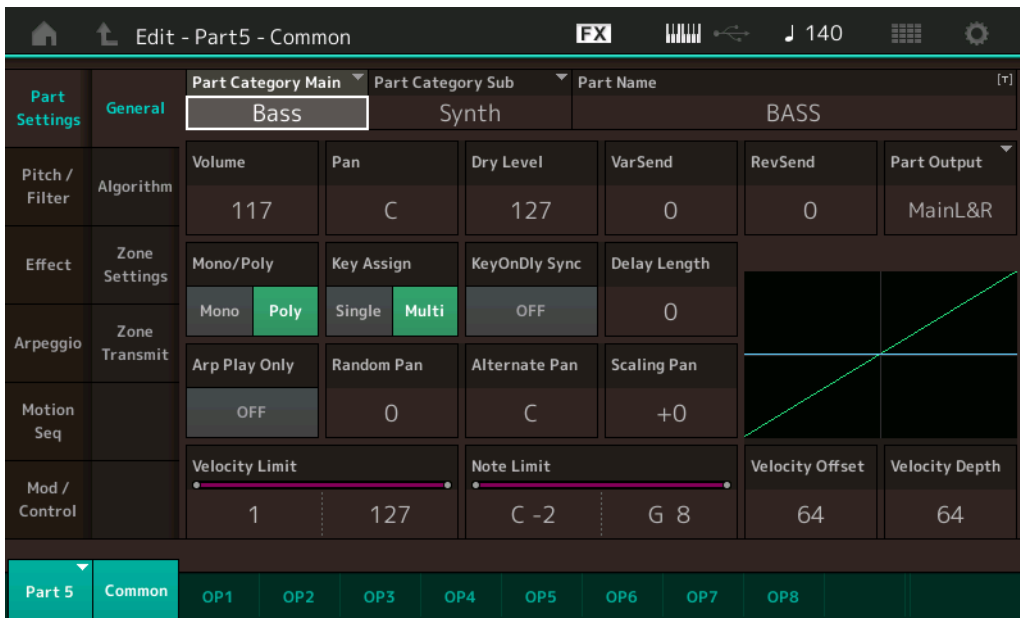 Edit - Part5 - Common FX ♩ 140
Part Settings
General
Part Category Main
Bass
Part Category Sub
Synth
Part Name [T]
BASS
Pitch / Filter
Algorithm
Volume
117
Pan
C
Dry Level
127
VarSend
0
RevSend
0
Part Output
MainL&R
Effect
Zone Settings
Mono/Poly
Mono Poly
Key Assign
Single Multi
KeyOnDly Sync
OFF
Delay Length
0
Arpeggio
Zone Transmit
Arp Play Only
OFF
Random Pan
0
Alternate Pan
C
Scaling Pan
+0
Motion Seq
Mod / Control
Velocity Limit
1 127
Note Limit
C -2 G 8
Velocity Offset
64
Velocity Depth
64
Part 5 Common OP1 OP2 OP3 OP4 OP5 OP6 OP7 OP8